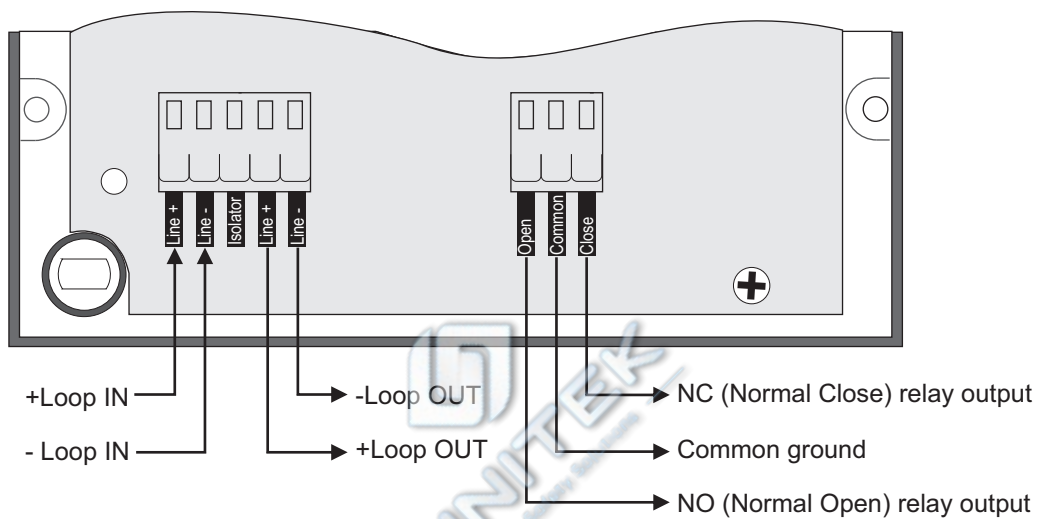 Line +
Line -
Isolator
Line +
Line -
Open
Common
Close
+Loop IN
- Loop IN
-Loop OUT
+Loop OUT
NC (Normal Close) relay output
Common ground
NO (Normal Open) relay output